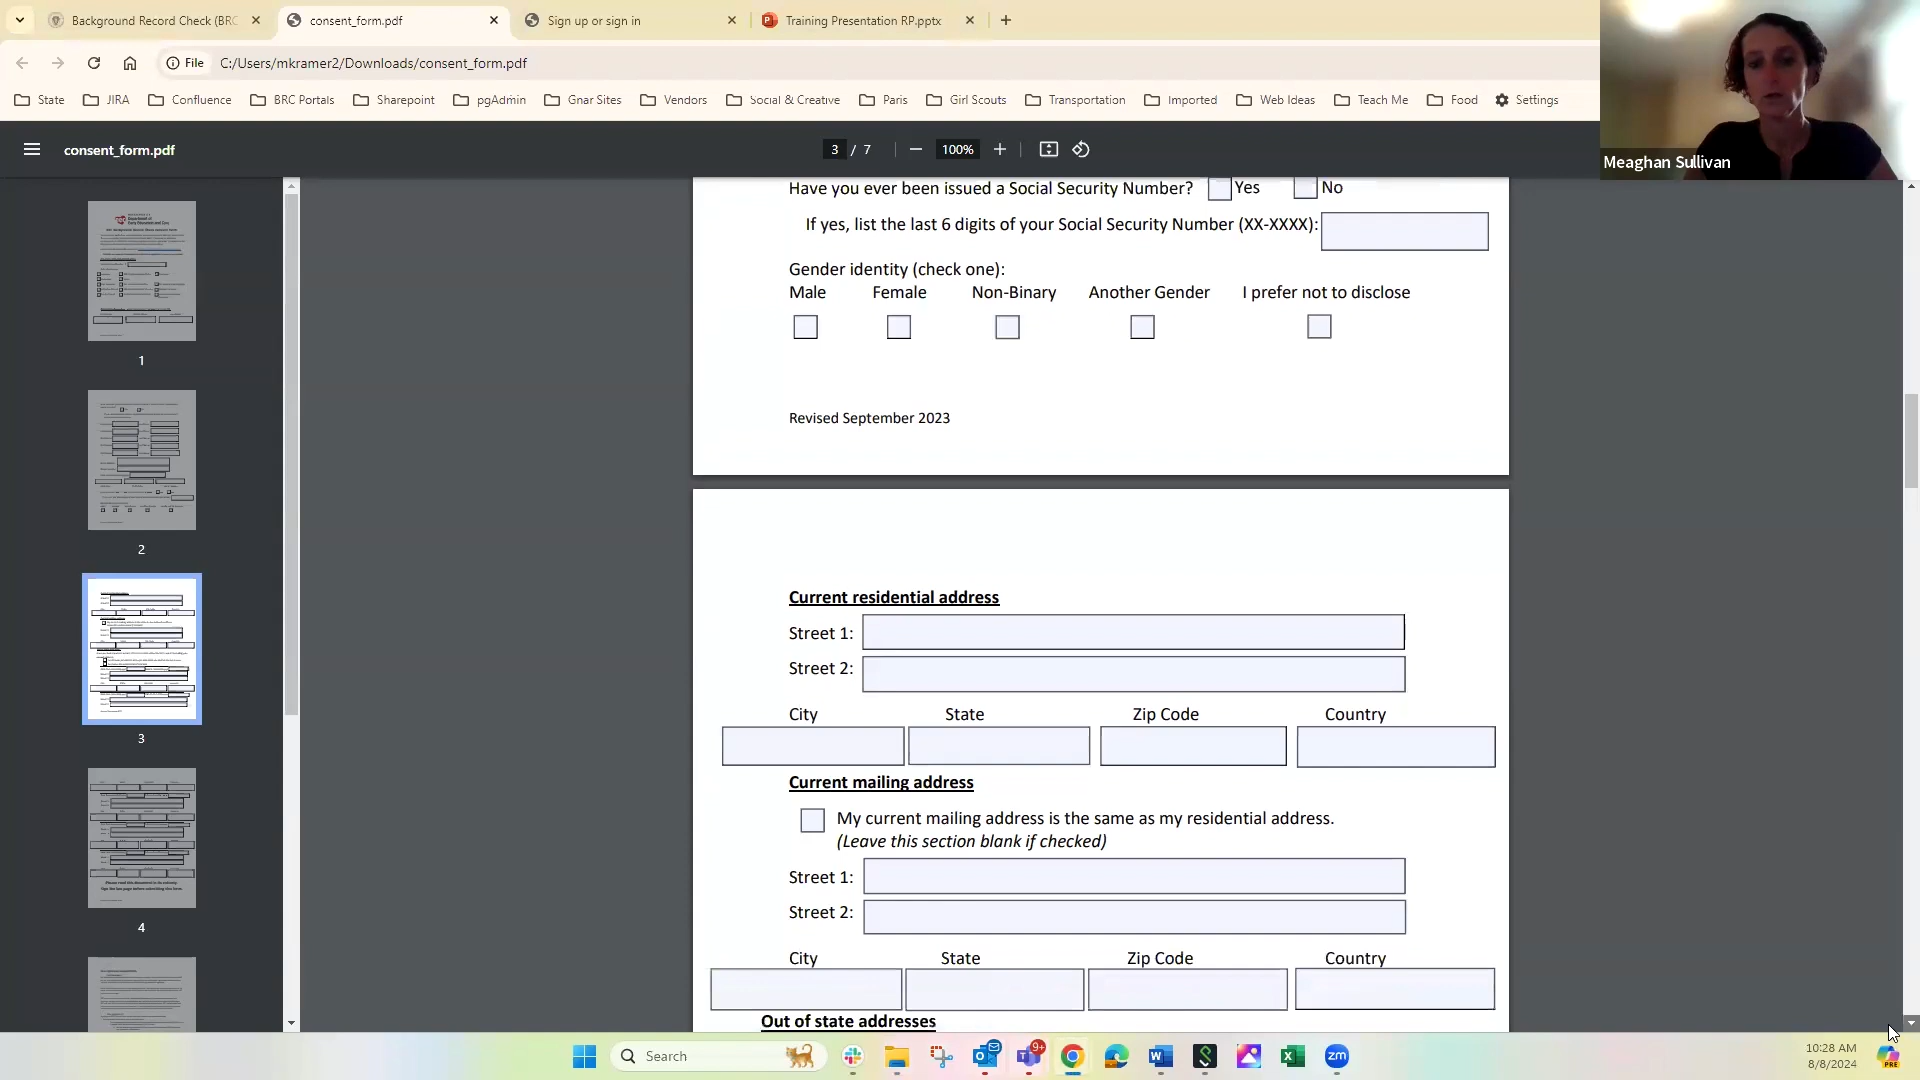 Background Record Check (BRC
consent_form.pdf
Sign up or sign in
Training Presentation RP.pptx
File
C:/Users/mkramer2/Downloads/consent_form.pdf
State
JIRA
Confluence
BRC Portals
Sharepoint
pgAdmin
Gnar Sites
Vendors
Social & Creative
Paris
Girl Scouts
Transportation
Imported
Web Ideas
Teach Me
Food
Settings
Meaghan Sullivan
consent_form.pdf
3 / 7
100%
1
2
3
4
Have you ever been issued a Social Security Number? Yes No
If yes, list the last 6 digits of your Social Security Number (XX-XXXX):
Gender identity (check one):
Male Female Non-Binary Another Gender I prefer not to disclose
Revised September 2023
Current residential address
Street 1:
Street 2:
City State Zip Code Country
Current mailing address
My current mailing address is the same as my residential address.
(Leave this section blank if checked)
Street 1:
Street 2:
City State Zip Code Country
Out of state addresses
Search
9+
zm
10:28 AM
8/8/2024
PRE